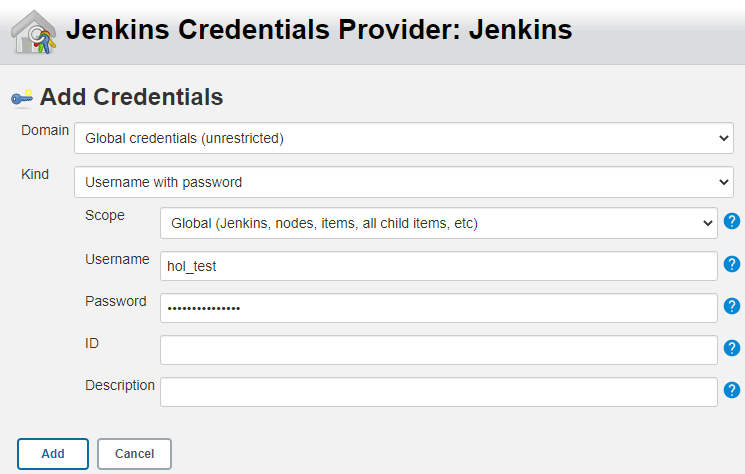 Jenkins Credentials Provider: Jenkins
Add Credentials
Domain Global credentials (unrestricted)
Kind Username with password
Scope Global (Jenkins, nodes, items, all child items, etc) ?
Username hol_test ?
Password ••••••••••••••• ?
ID ?
Description ?
Add Cancel